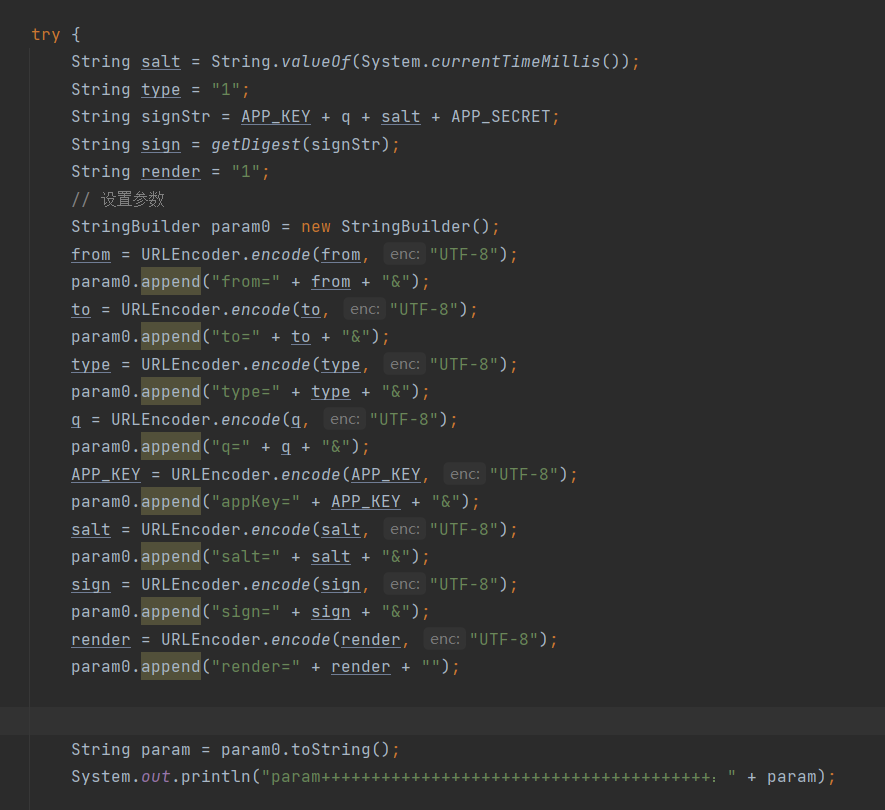 try {
String salt = String.valueOf(System.currentTimeMillis());
String type = "1";
String signStr = APP_KEY + q + salt + APP_SECRET;
String sign = getDigest(signStr);
String render = "1";
// 设置参数
StringBuilder param0 = new StringBuilder();
from = URLEncoder.encode(from, enc: "UTF-8");
param0.append("from=" + from + "&");
to = URLEncoder.encode(to, enc: "UTF-8");
param0.append("to=" + to + "&");
type = URLEncoder.encode(type, enc: "UTF-8");
param0.append("type=" + type + "&");
q = URLEncoder.encode(q, enc: "UTF-8");
param0.append("q=" + q + "&");
APP_KEY = URLEncoder.encode(APP_KEY, enc: "UTF-8");
param0.append("appKey=" + APP_KEY + "&");
salt = URLEncoder.encode(salt, enc: "UTF-8");
param0.append("salt=" + salt + "&");
sign = URLEncoder.encode(sign, enc: "UTF-8");
param0.append("sign=" + sign + "&");
render = URLEncoder.encode(render, enc: "UTF-8");
param0.append("render=" + render + "");
String param = param0.toString();
System.out.println("param+++++++++++++++++++++++++++++++++++++++：" + param);